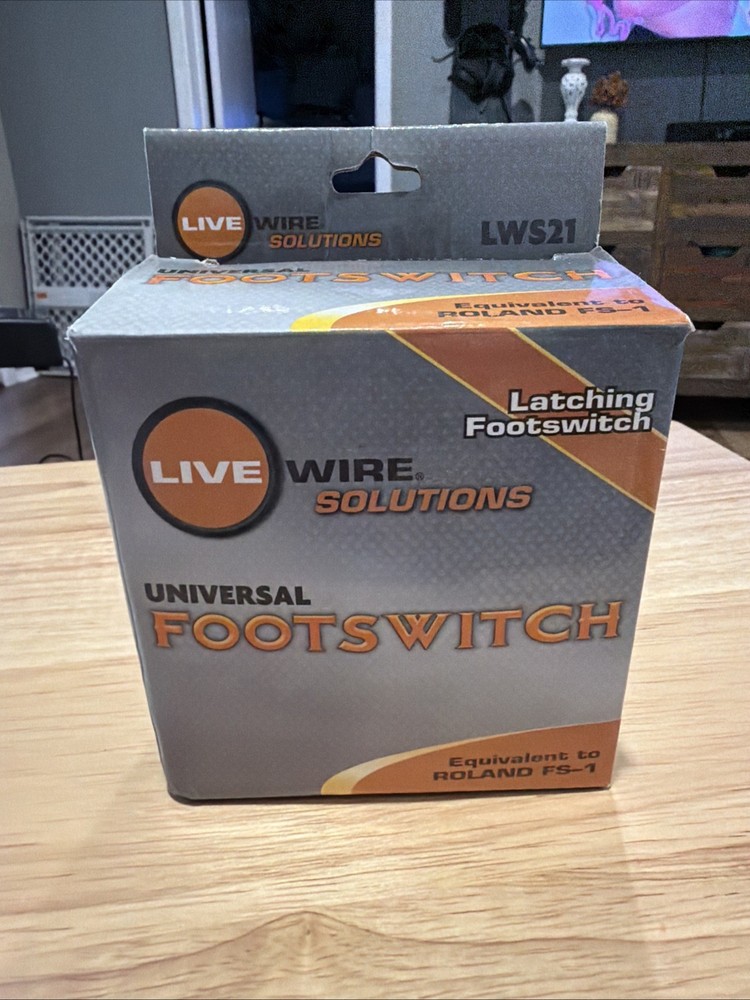 LIVE WIRE
SOLUTIONS
LWS21
UNIVERSAL
FOOTSWITCH
Equivalent to
ROLAND FS-1
Latching
Footswitch
LIVE WIRE®
SOLUTIONS
UNIVERSAL
FOOTSWITCH
Equivalent to
ROLAND FS-1